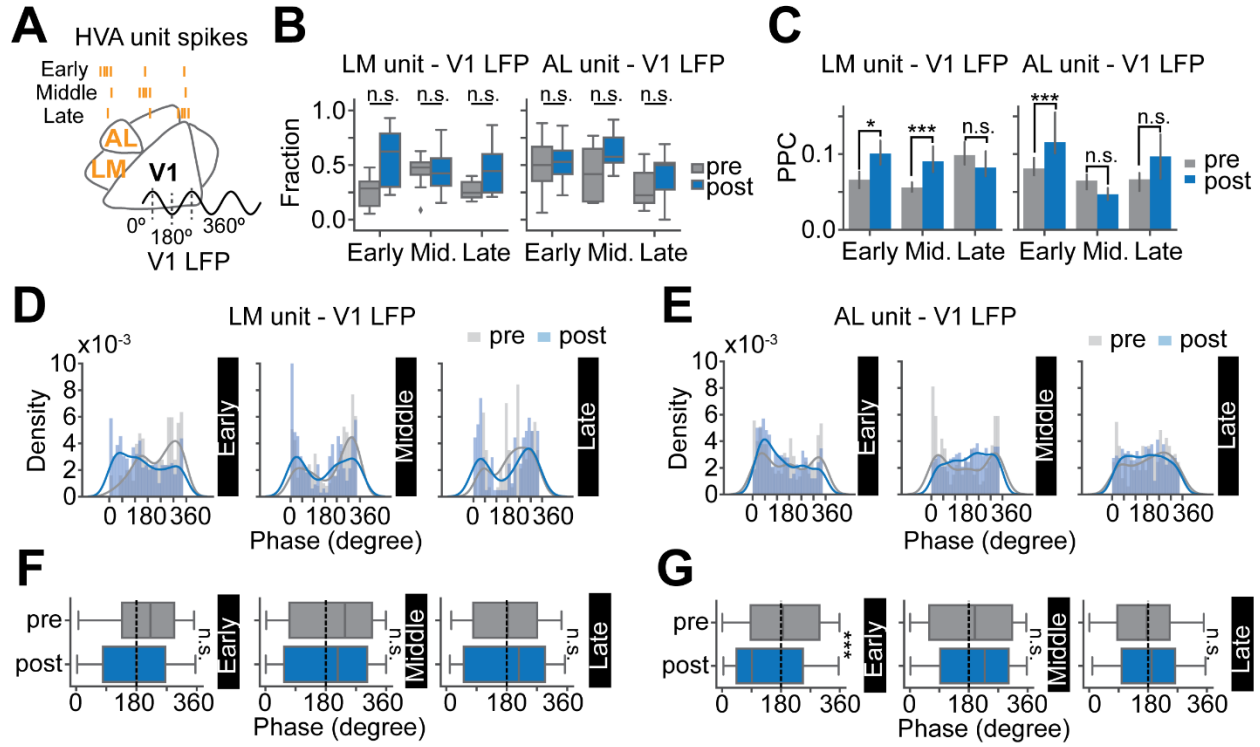 A
HVA unit spikes
Early
Middle
Late
AL
LM
V1
0º
180º
360º
V1 LFP
B
LM unit - V1 LFP
AL unit - V1 LFP
n.s. n.s. n.s.
n.s. n.s. n.s.
Fraction
1.0
0.5
0.0
pre
post
Early Mid. Late
Early Mid. Late
C
LM unit - V1 LFP
AL unit - V1 LFP
* *** n.s.
*** n.s. n.s.
PPC
0.1
0.0
pre
post
Early Mid. Late
Early Mid. Late
D
LM unit - V1 LFP
pre post
x10-3
Density
10
8
6
4
2
0
Early
Middle
Late
0 180 360
0 180 360
0 180 360
Phase (degree)
E
AL unit - V1 LFP
pre post
x10-3
Density
10
8
6
4
2
0
Early
Middle
Late
0 180 360
0 180 360
0 180 360
Phase (degree)
F
pre
post
n.s.
Early
n.s.
Middle
n.s.
Late
0 180 360
0 180 360
0 180 360
Phase (degree)
G
pre
post
***
Early
n.s.
Middle
n.s.
Late
0 180 360
0 180 360
0 180 360
Phase (degree)